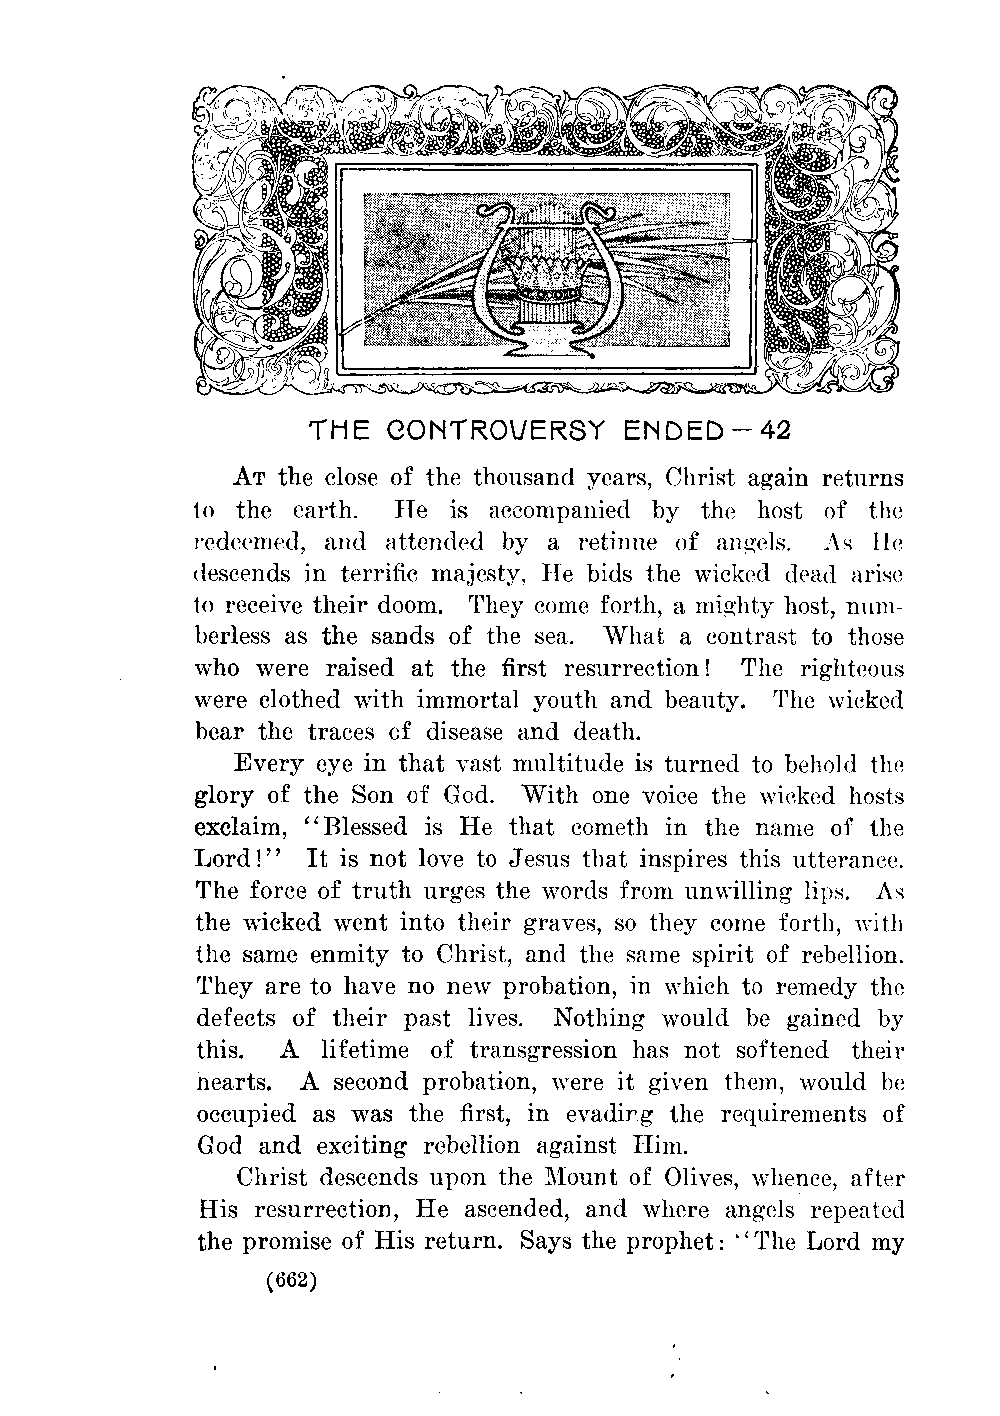 THE CONTROVERSY ENDED — 42
AT the close of the thousand years, Christ again returns
to the earth. He is accompanied by the host of the
redeemed, and attended by a retinue of angels. As He
descends in terrific majesty, He bids the wicked dead arise
to receive their doom. They come forth, a mighty host, num-
berless as the sands of the sea. What a contrast to those
who were raised at the first resurrection! The righteous
were clothed with immortal youth and beauty. The wicked
bear the traces of disease and death.
Every eye in that vast multitude is turned to behold the
glory of the Son of God. With one voice the wicked hosts
exclaim, "Blessed is He that cometh in the name of the
Lord!" It is not love to Jesus that inspires this utterance.
The force of truth urges the words from unwilling lips. As
the wicked went into their graves, so they come forth, with
the same enmity to Christ, and the same spirit of rebellion.
They are to have no new probation, in which to remedy the
defects of their past lives. Nothing would be gained by
this. A lifetime of transgression has not softened their
hearts. A second probation, were it given them, would be
occupied as was the first, in evading the requirements of
God and exciting rebellion against Him.
Christ descends upon the Mount of Olives, whence, after
His resurrection, He ascended, and where angels repeated
the promise of His return. Says the prophet: "The Lord my
(662)